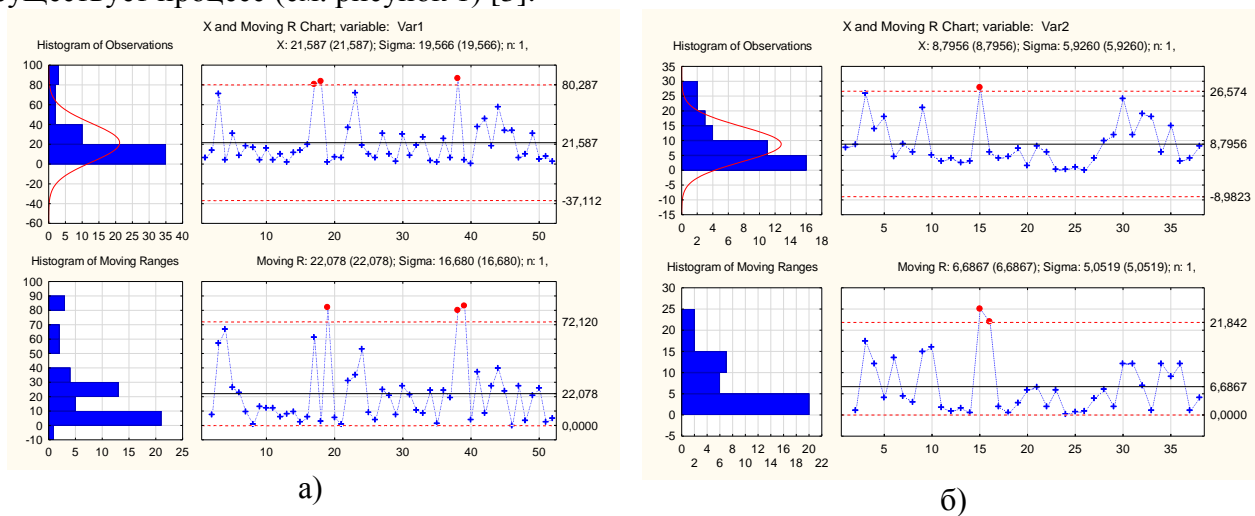 существует процесс (см. рисунок 1) [3].
X and Moving R Chart; variable: Var1
Histogram of Observations
X: 21,587 (21,587); Sigma: 19,566 (19,566); n: 1,
100
80
60
40
20
0
-20
-40
-60
0 5 10 15 20 25 30 35 40
10 20 30 40 50
80,287
21,587
-37,112
Histogram of Moving Ranges
Moving R: 22,078 (22,078); Sigma: 16,680 (16,680); n: 1,
100
90
80
70
60
50
40
30
20
10
0
-10
0 5 10 15 20 25
10 20 30 40 50
72,120
22,078
0,0000
а)
X and Moving R Chart; variable: Var2
Histogram of Observations
X: 8,7956 (8,7956); Sigma: 5,9260 (5,9260); n: 1,
35
30
25
20
15
10
5
0
-5
-10
-15
0 4 6 8 10 12 14 16 18
2
5 10 15 20 25 30 35
26,574
8,7956
-8,9823
Histogram of Moving Ranges
Moving R: 6,6867 (6,6867); Sigma: 5,0519 (5,0519); n: 1,
30
25
20
15
10
5
0
-5
0 4 6 8 10 12 14 16 18 20 22
2
5 10 15 20 25 30 35
21,842
6,6867
0,0000
б)